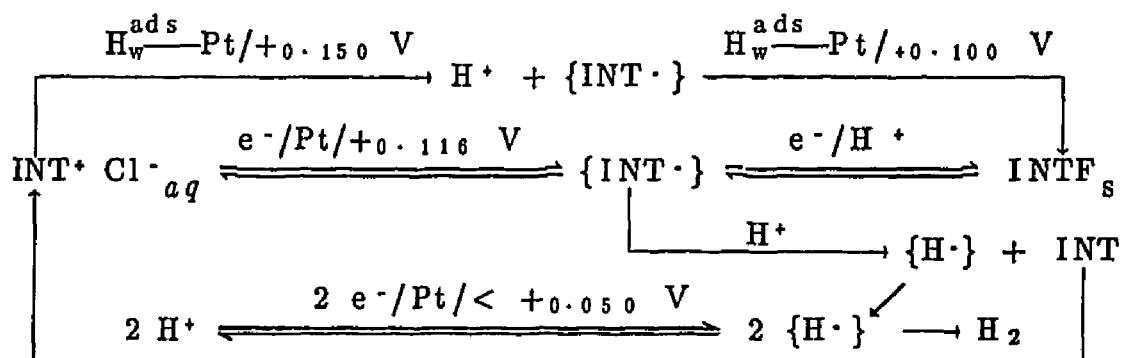 H_w^ads—Pt/+0.150 V H_w^ads—Pt/+0.100 V
H⁺ + {INT·}
e⁻/Pt/+0.116 V e⁻/H ⁺
INT⁺ Cl⁻aq {INT·} INTF_s
H⁺ {H·} + INT
2 e⁻/Pt/< +0.050 V
2 H⁺ 2 {H·} H₂